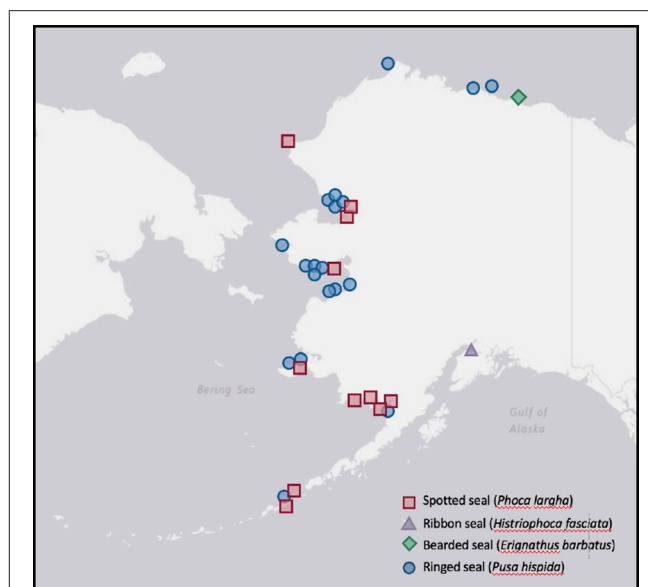 Bering Sea
Gulf of
Alaska
Spotted seal (Phoca largha)
Ribbon seal (Histriophoca fasciata)
Bearded seal (Erignathus barbatus)
Ringed seal (Pusa hispida)